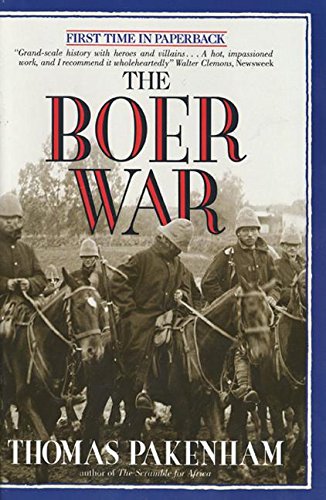 FIRST TIME IN PAPERBACK
"Grand-scale history with heroes and villains... A hot, impassioned
work, and I recommend it wholeheartedly" Walter Clemons, Newsweek
THE
BOER
WAR
THOMAS PAKENHAM
author of The Scramble for Africa